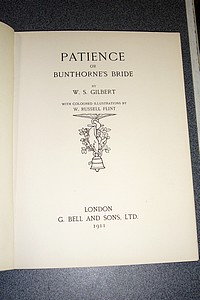 PATIENCE
OR
BUNTHORNE'S BRIDE
BY
W. S. GILBERT
WITH COLOURED ILLUSTRATIONS BY
W. RUSSELL FLINT
LONDON
G. BELL AND SONS, LTD.
1911